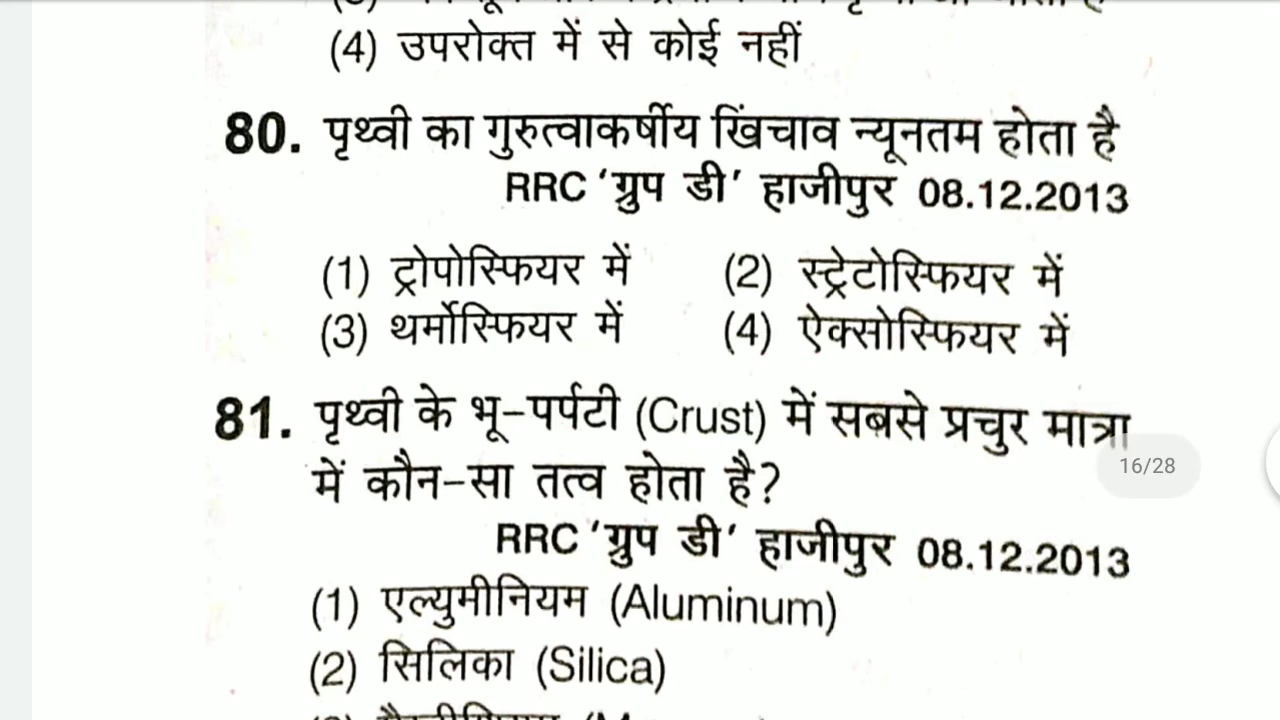 (4) उपरोक्त में से कोई नहीं
80. पृथ्वी का गुरुत्वाकर्षीय खिंचाव न्यूनतम होता है
RRC 'ग्रुप डी' हाजीपुर 08.12.2013
(1) ट्रोपोस्फियर में (2) स्ट्रेटोस्फियर में
(3) थर्मोस्फियर में (4) ऐक्सोस्फियर में
81. पृथ्वी के भू-पर्पटी (Crust) में सबसे प्रचुर मात्रा
में कौन-सा तत्व होता है?
16/28
RRC 'ग्रुप डी' हाजीपुर 08.12.2013
(1) एल्युमीनियम (Aluminum)
(2) सिलिका (Silica)